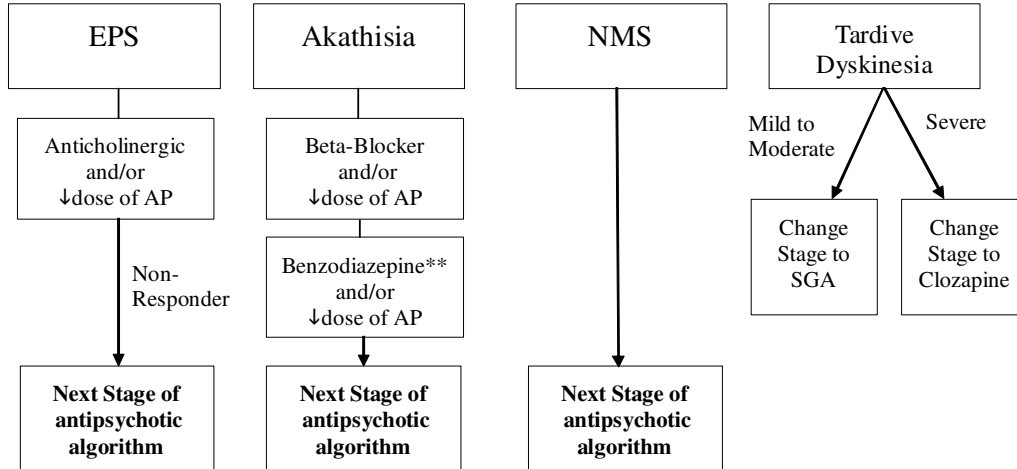 EPS
Anticholinergic
and/or
↓dose of AP
Non-
Responder
Next Stage of
antipsychotic
algorithm
Akathisia
Beta-Blocker
and/or
↓dose of AP
Benzodiazepine**
and/or
↓dose of AP
Next Stage of
antipsychotic
algorithm
NMS
Next Stage of
antipsychotic
algorithm
Tardive
Dyskinesia
Mild to
Moderate
Severe
Change
Stage to
SGA
Change
Stage to
Clozapine